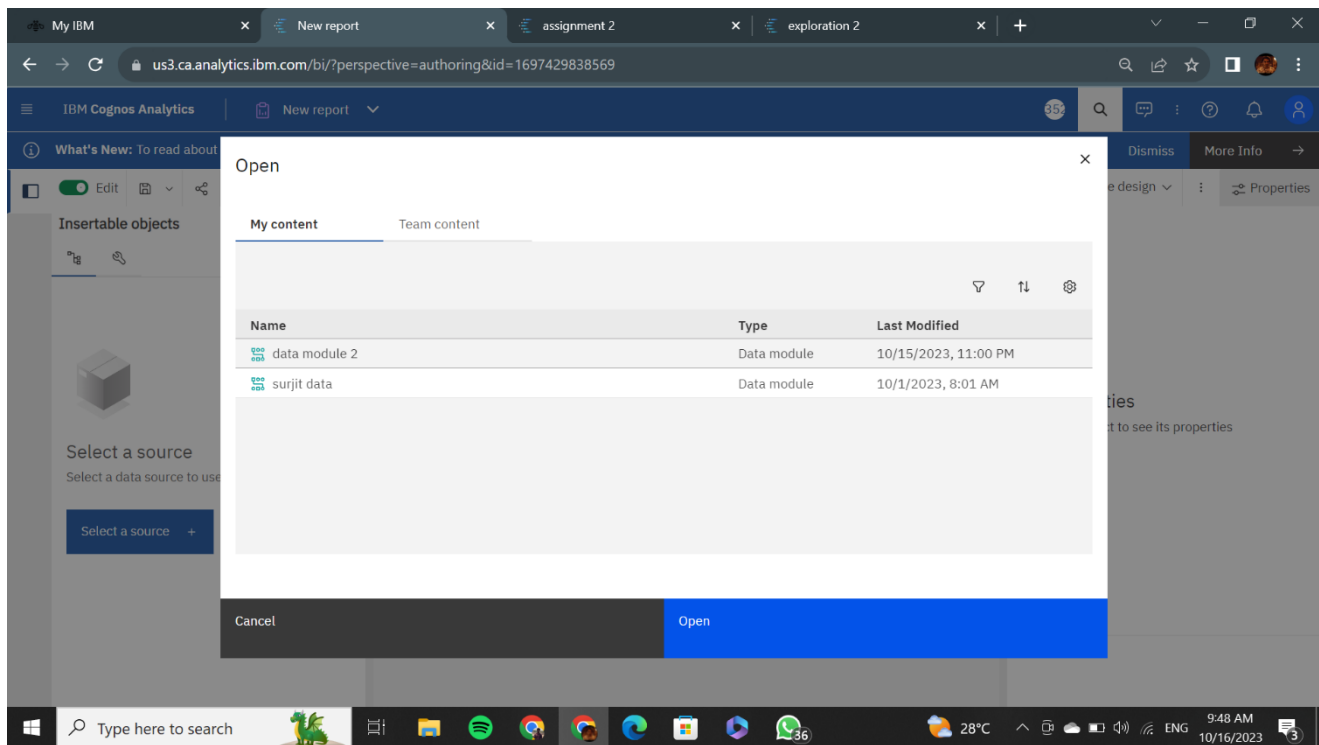 My IBM
New report
assignment 2
exploration 2
us3.ca.analytics.ibm.com/bi/?perspective=authoring&id=1697429838569
IBM Cognos Analytics
New report
352
What's New: To read about
Dismiss
More Info
Edit
e design
Properties
Insertable objects
Select a source
Select a data source to use
Select a source +
Open
My content
Team content
Name Type Last Modified
data module 2 Data module 10/15/2023, 11:00 PM
surjit data Data module 10/1/2023, 8:01 AM
ties
ct to see its properties
Cancel
Open
Type here to search
36
28°C
ENG
9:48 AM
10/16/2023
3